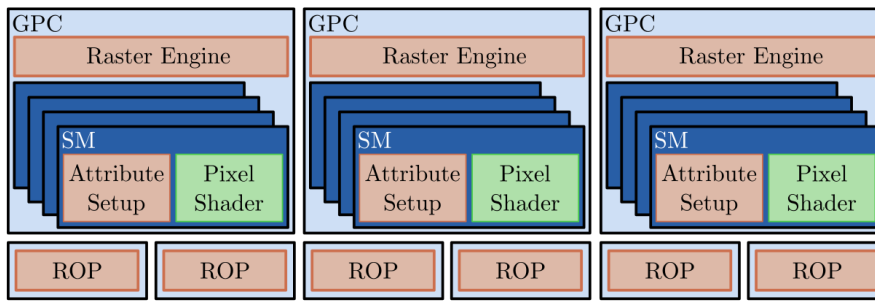 GPC
GPC
GPC
Raster Engine
Raster Engine
Raster Engine
SM
SM
SM
Attribute
Setup
Pixel
Shader
Attribute
Setup
Pixel
Shader
Attribute
Setup
Pixel
Shader
ROP
ROP
ROP
ROP
ROP
ROP